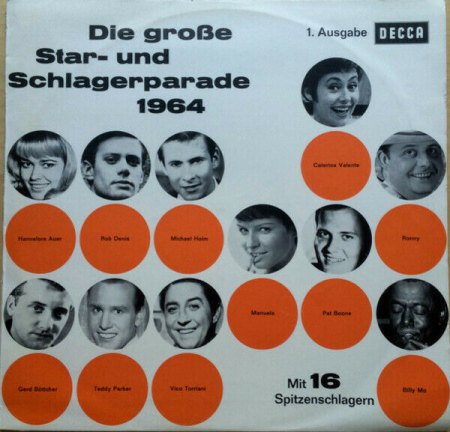 Die große
Star- und
Schlagerparade
1964
1. Ausgabe
DECCA
Caterina Valente
Hannelore Auer
Rob Denis
Michael Holm
Ronny
Manuela
Pat Boone
Gerd Böttcher
Teddy Parker
Vico Torriani
Billy Mo
Mit 16
Spitzenschlagern